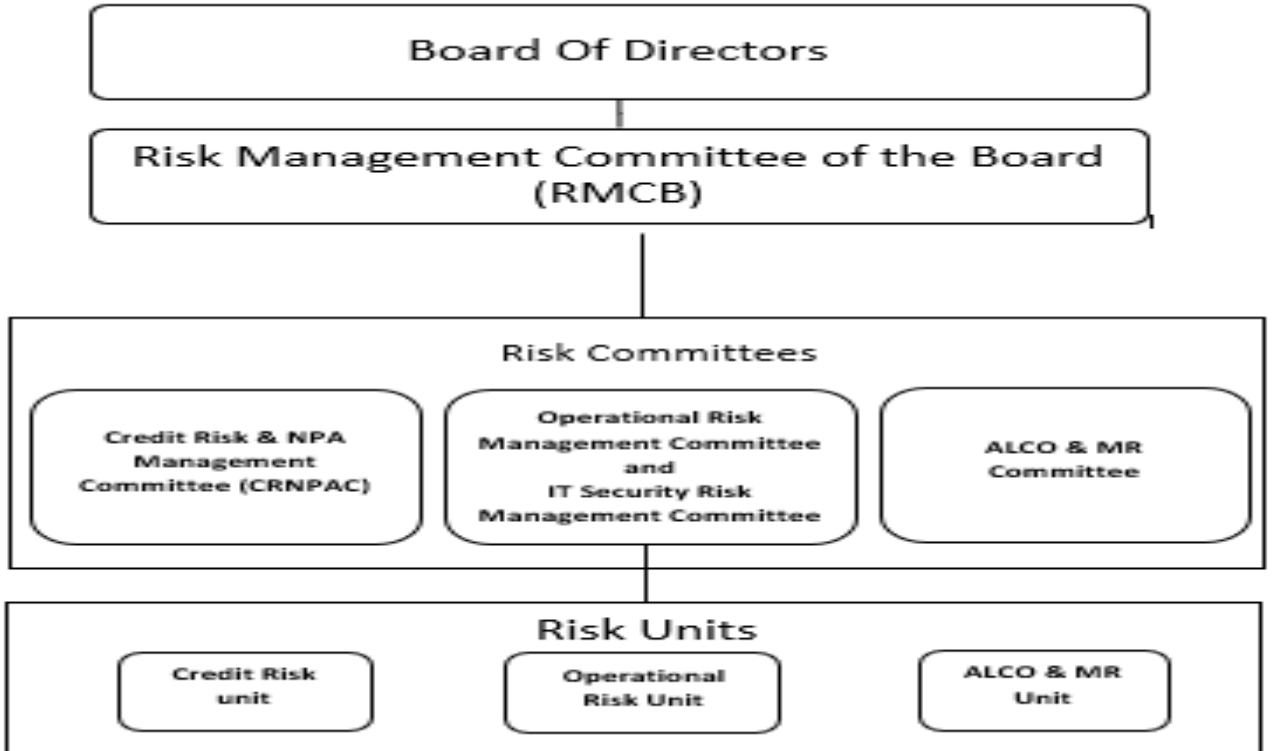 Board Of Directors
Risk Management Committee of the Board
(RMCB)
Risk Committees
Credit Risk & NPA
Management
Committee (CRNPAC)
Operational Risk
Management Committee
and
IT Security Risk
Management Committee
ALCO & MR
Committee
Risk Units
Credit Risk
unit
Operational
Risk Unit
ALCO & MR
Unit